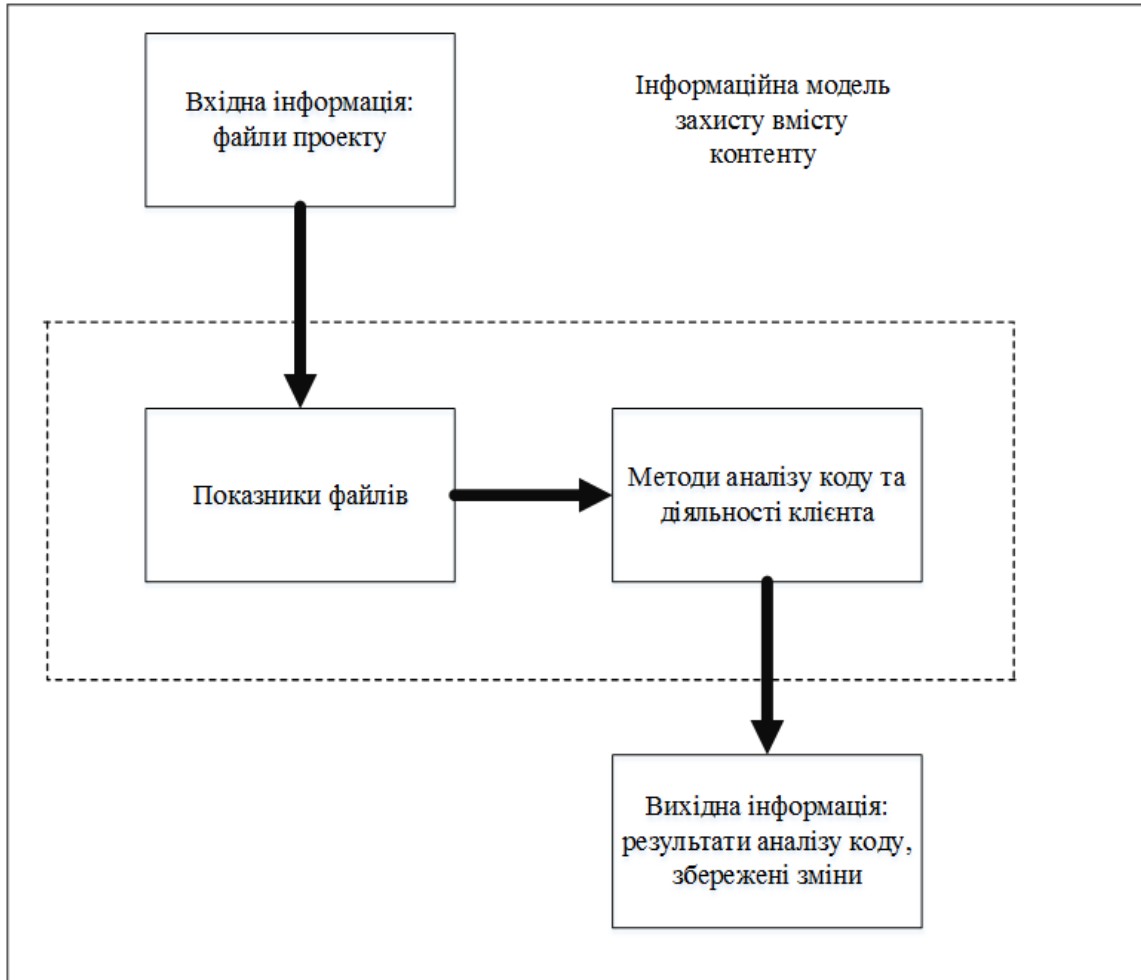 Вхідна інформація:
файли проекту
Інформаційна модель
захисту вмісту
контенту
Показники файлів
Методи аналізу коду та
діяльності клієнта
Вихідна інформація:
результати аналізу коду,
збережені зміни